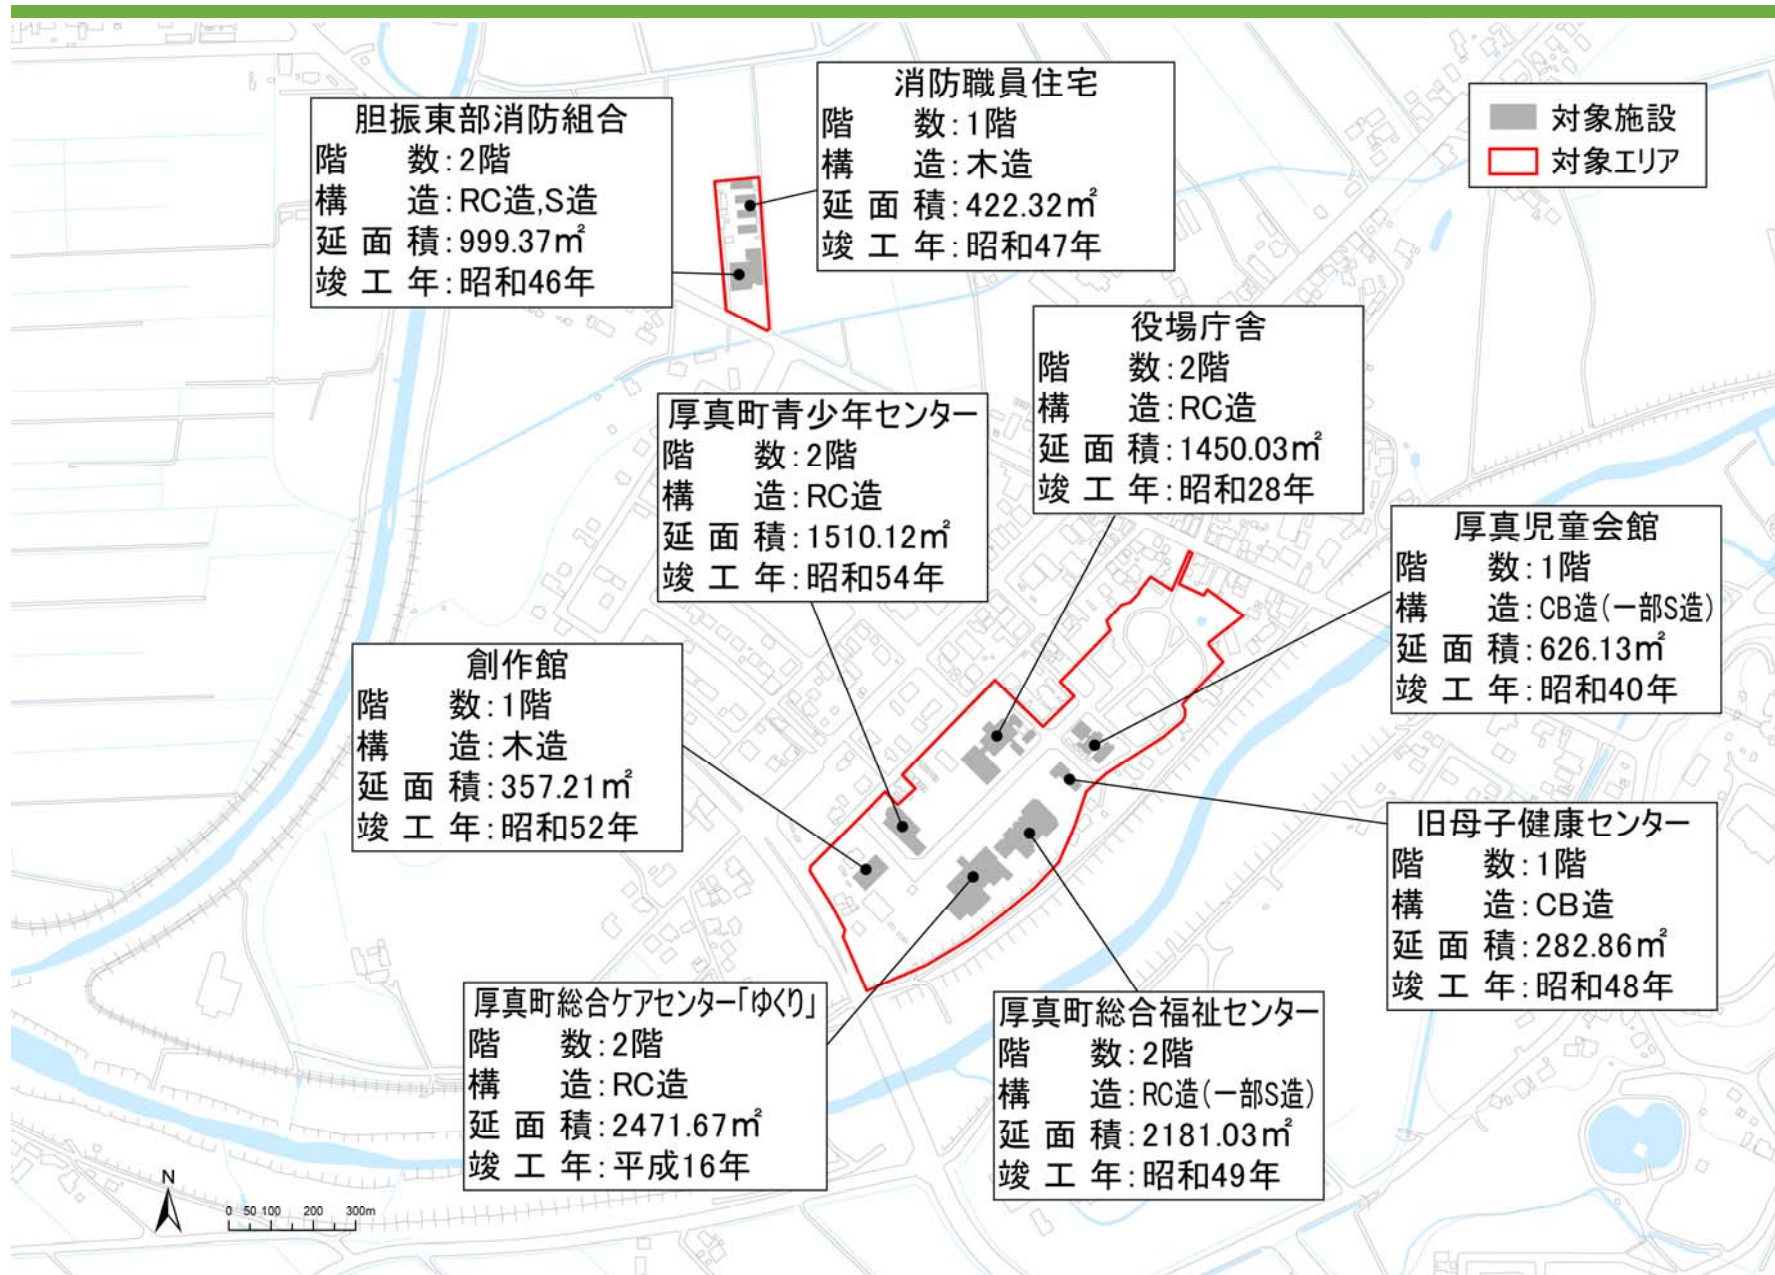 対象施設
対象エリア
消防職員住宅
階数:1階
構造:木造
延面積:422.32㎡
竣工年:昭和47年
胆振東部消防組合
階数:2階
構造:RC造,S造
延面積:999.37㎡
竣工年:昭和46年
役場庁舎
階数:2階
構造:RC造
延面積:1450.03㎡
竣工年:昭和28年
厚真町青少年センター
階数:2階
構造:RC造
延面積:1510.12㎡
竣工年:昭和54年
厚真児童会館
階数:1階
構造:CB造(一部S造)
延面積:626.13㎡
竣工年:昭和40年
創作館
階数:1階
構造:木造
延面積:357.21㎡
竣工年:昭和52年
旧母子健康センター
階数:1階
構造:CB造
延面積:282.86㎡
竣工年:昭和48年
厚真町総合ケアセンター「ゆくり」
階数:2階
構造:RC造
延面積:2471.67㎡
竣工年:平成16年
厚真町総合福祉センター
階数:2階
構造:RC造(一部S造)
延面積:2181.03㎡
竣工年:昭和49年
N
0 50 100 200 300m